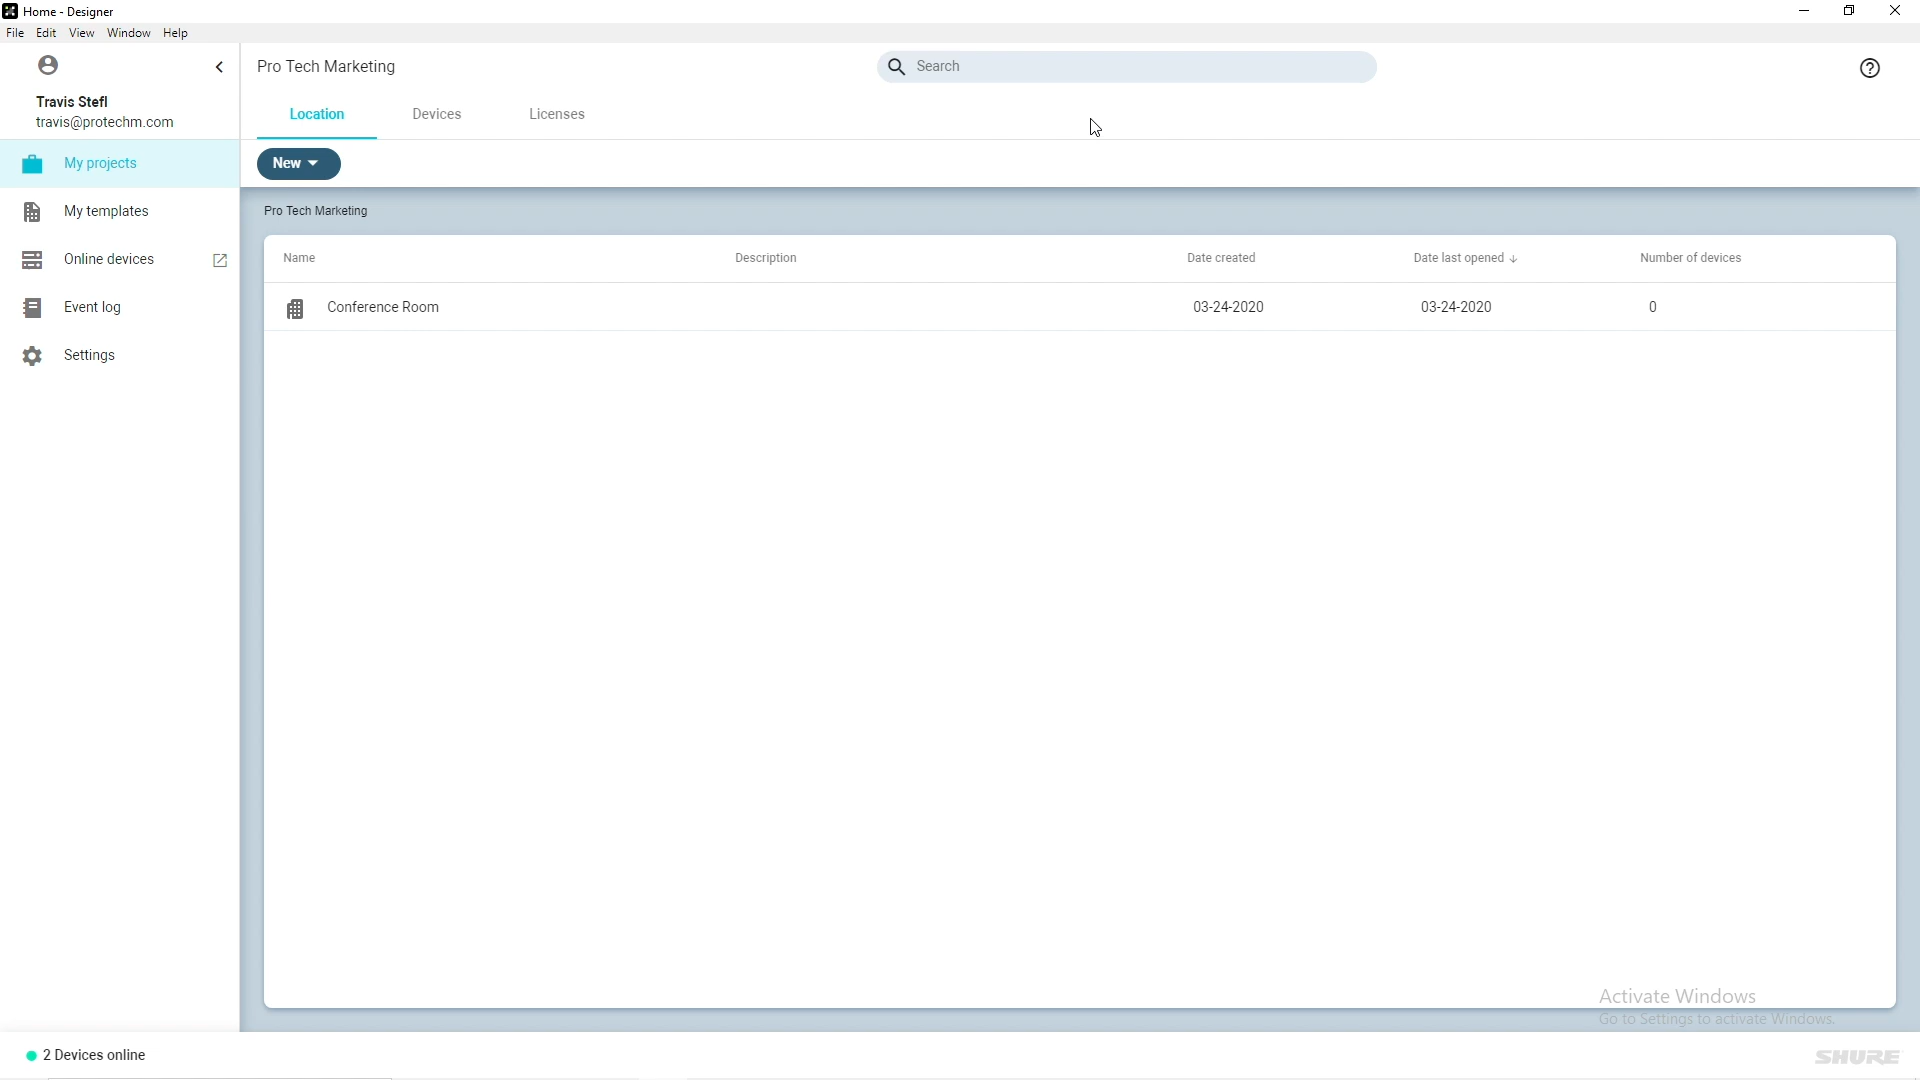 Home - Designer
File Edit View Window Help
Travis Stefl
travis@protechm.com
Pro Tech Marketing
Search
Location Devices Licenses
My projects
New
My templates
Pro Tech Marketing
Online devices
Name Description Date created Date last opened ↓ Number of devices
Event log
Conference Room 03-24-2020 03-24-2020 0
Settings
Activate Windows
Go to Settings to activate Windows.
2 Devices online
SHURE